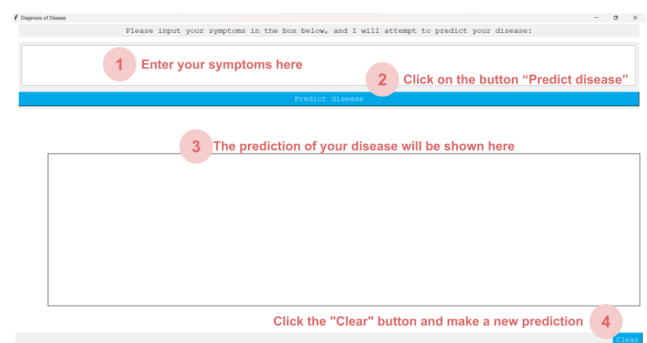 Diagnosis of Disease
Please input your symptoms in the box below, and I will attempt to predict your disease:
1 Enter your symptoms here
2 Click on the button “Predict disease”
Predict disease
3 The prediction of your disease will be shown here
Click the "Clear" button and make a new prediction 4
Clear